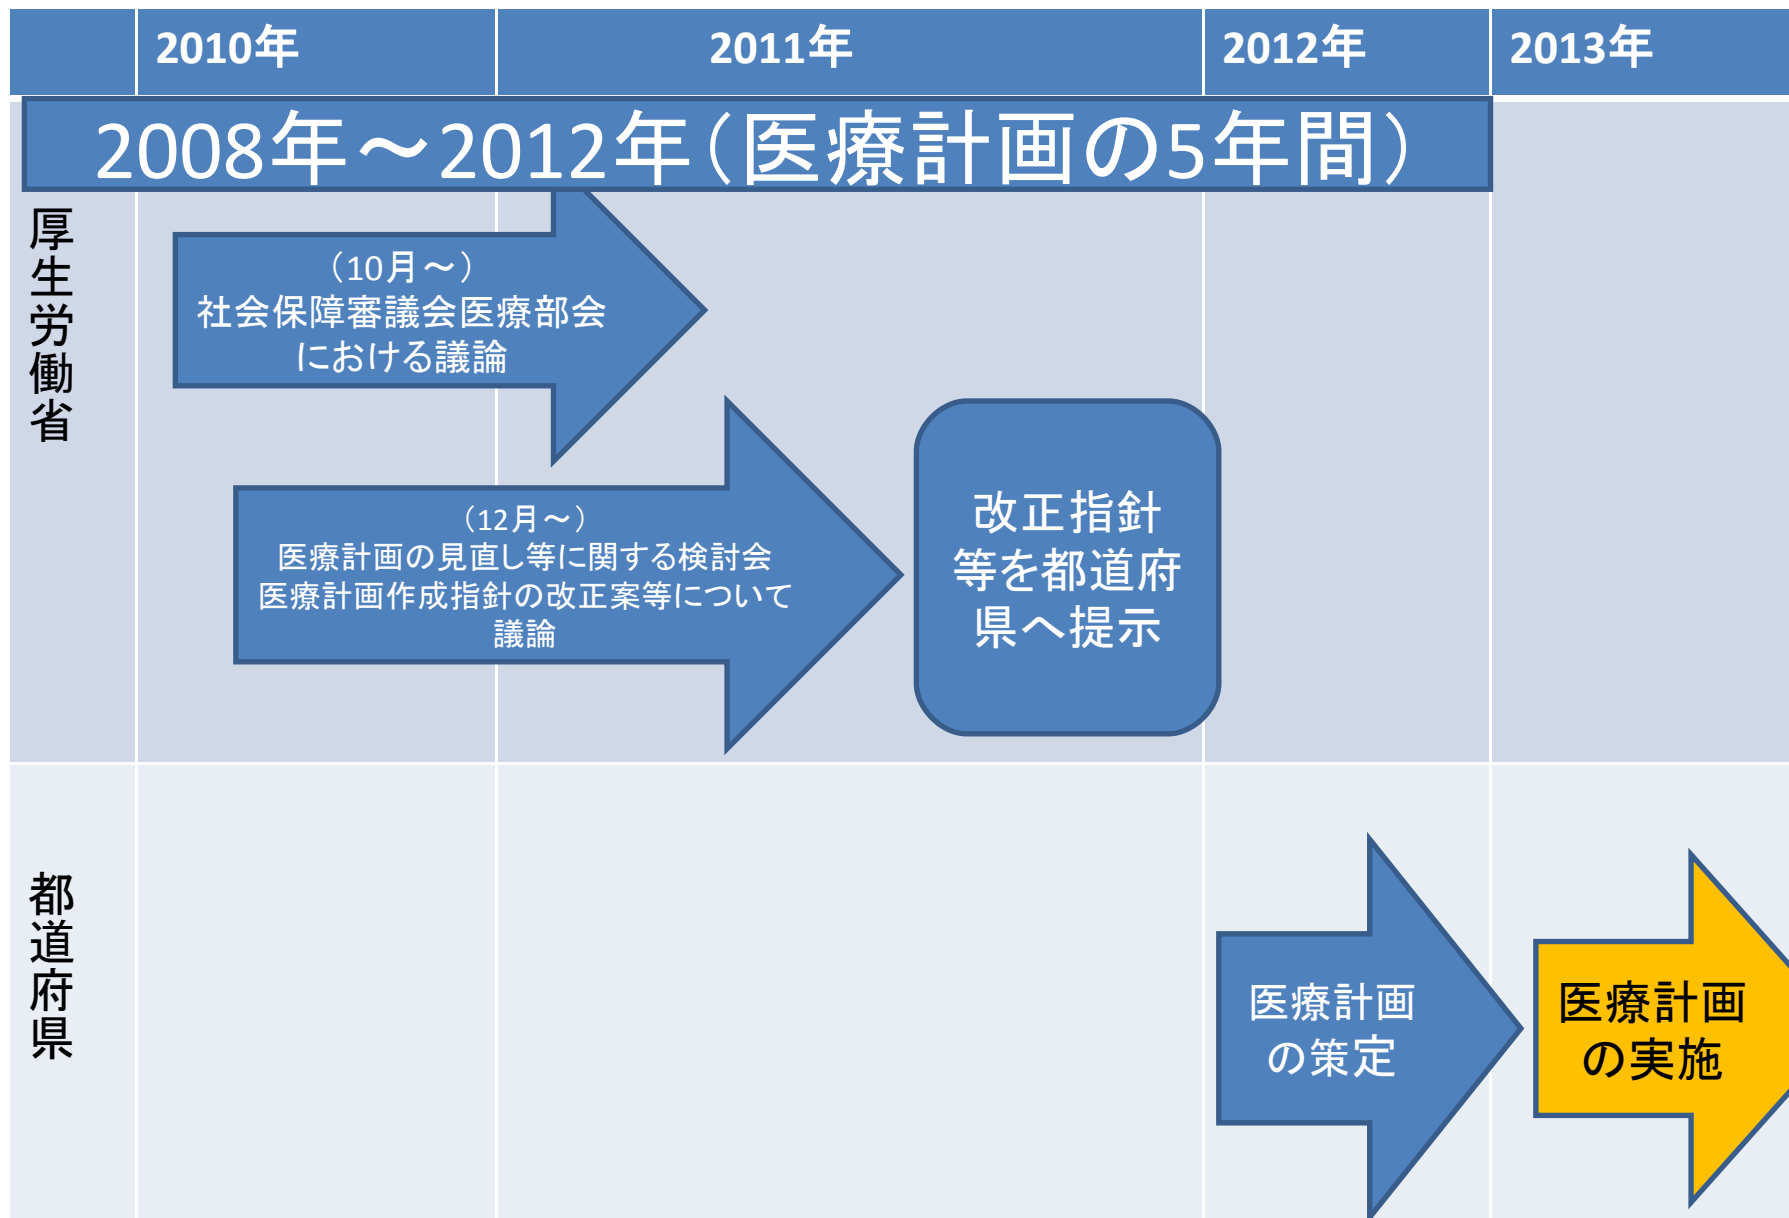 2010年
2011年
2012年
2013年
2008年～2012年（医療計画の5年間）
厚生労働省
（10月～）
社会保障審議会医療部会
における議論
（12月～）
医療計画の見直し等に関する検討会
医療計画作成指針の改正案等について
議論
改正指針
等を都道府
県へ提示
都道府県
医療計画
の策定
医療計画
の実施